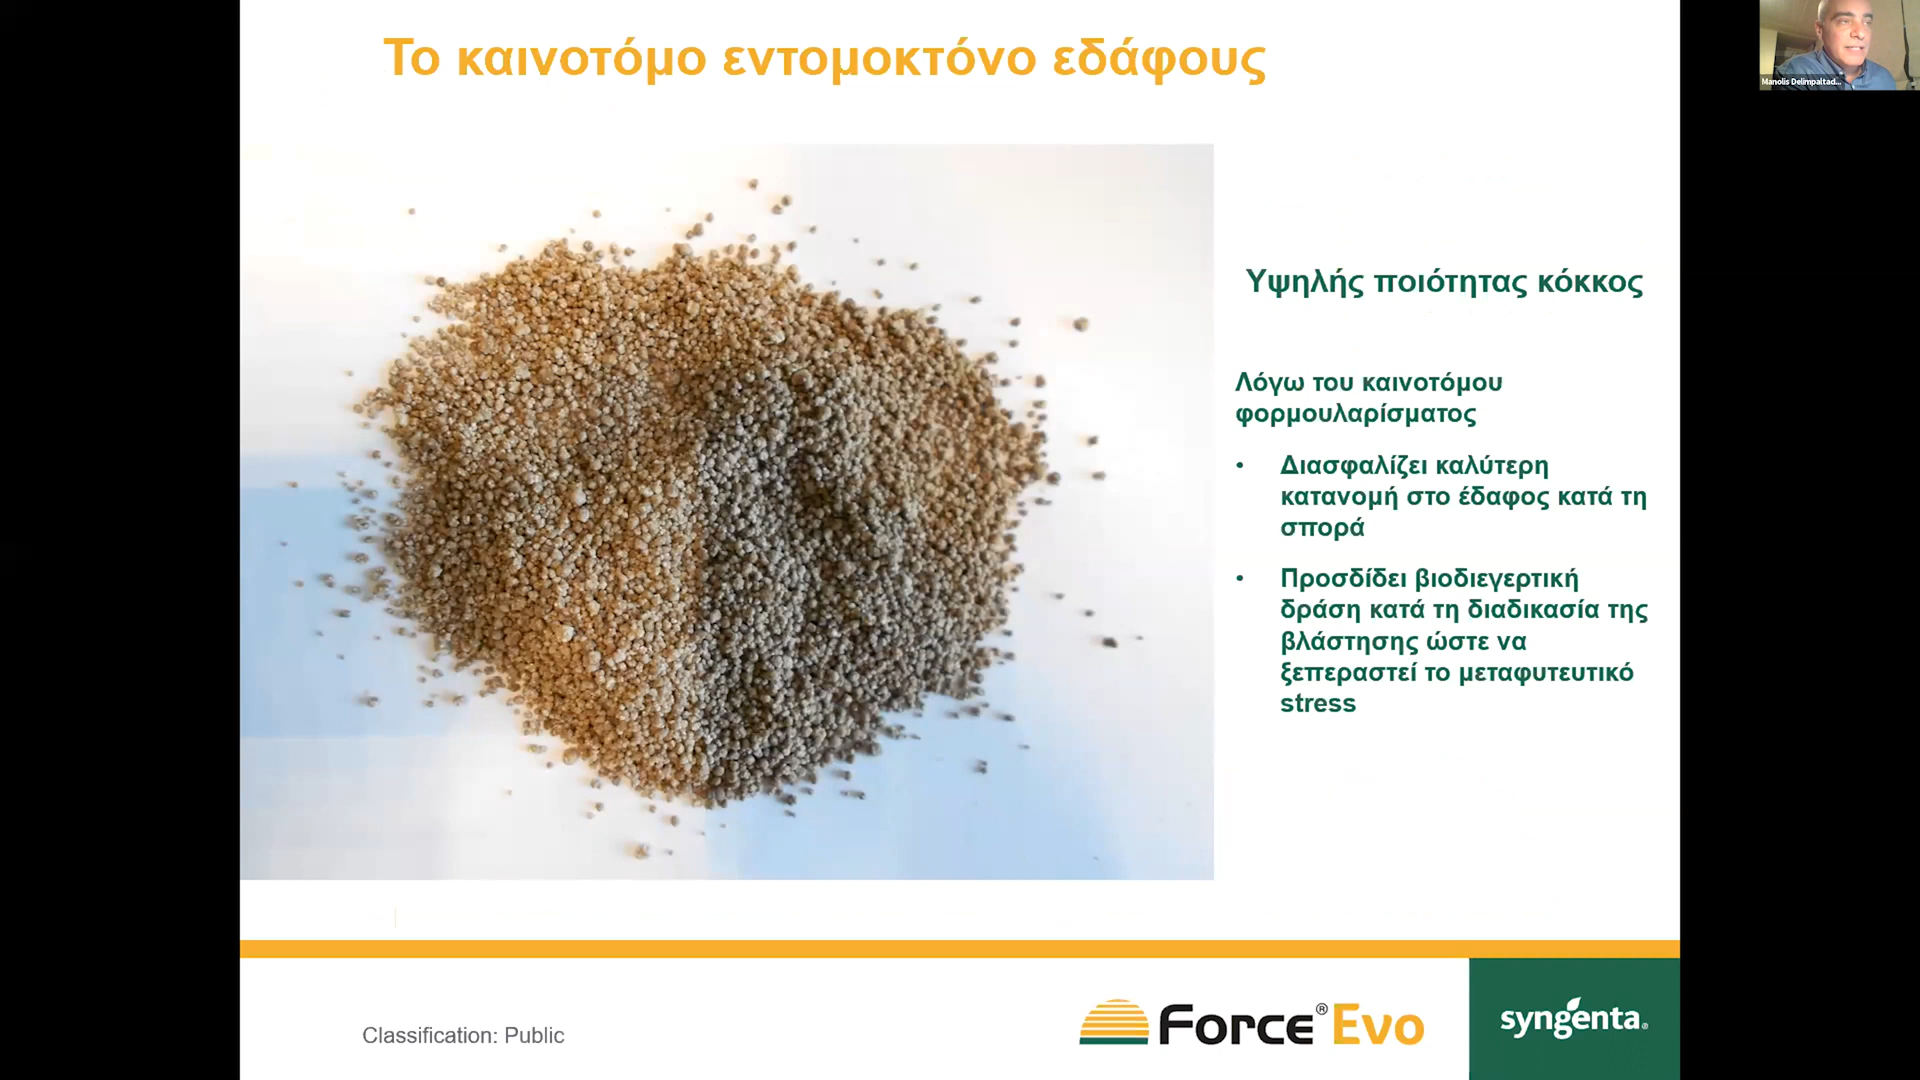 Το καινοτόμο εντομοκτόνο εδάφους
Manolis Delimpaltad...
Υψηλής ποιότητας κόκκος
Λόγω του καινοτόμου
φορμουλαρίσματος
• Διασφαλίζει καλύτερη
κατανομή στο έδαφος κατά τη
σπορά
• Προσδίδει βιοδιεγερτική
δράση κατά τη διαδικασία της
βλάστησης ώστε να
ξεπεραστεί το μεταφυτευτικό
stress
Classification: Public
Force® Evo
syngenta®